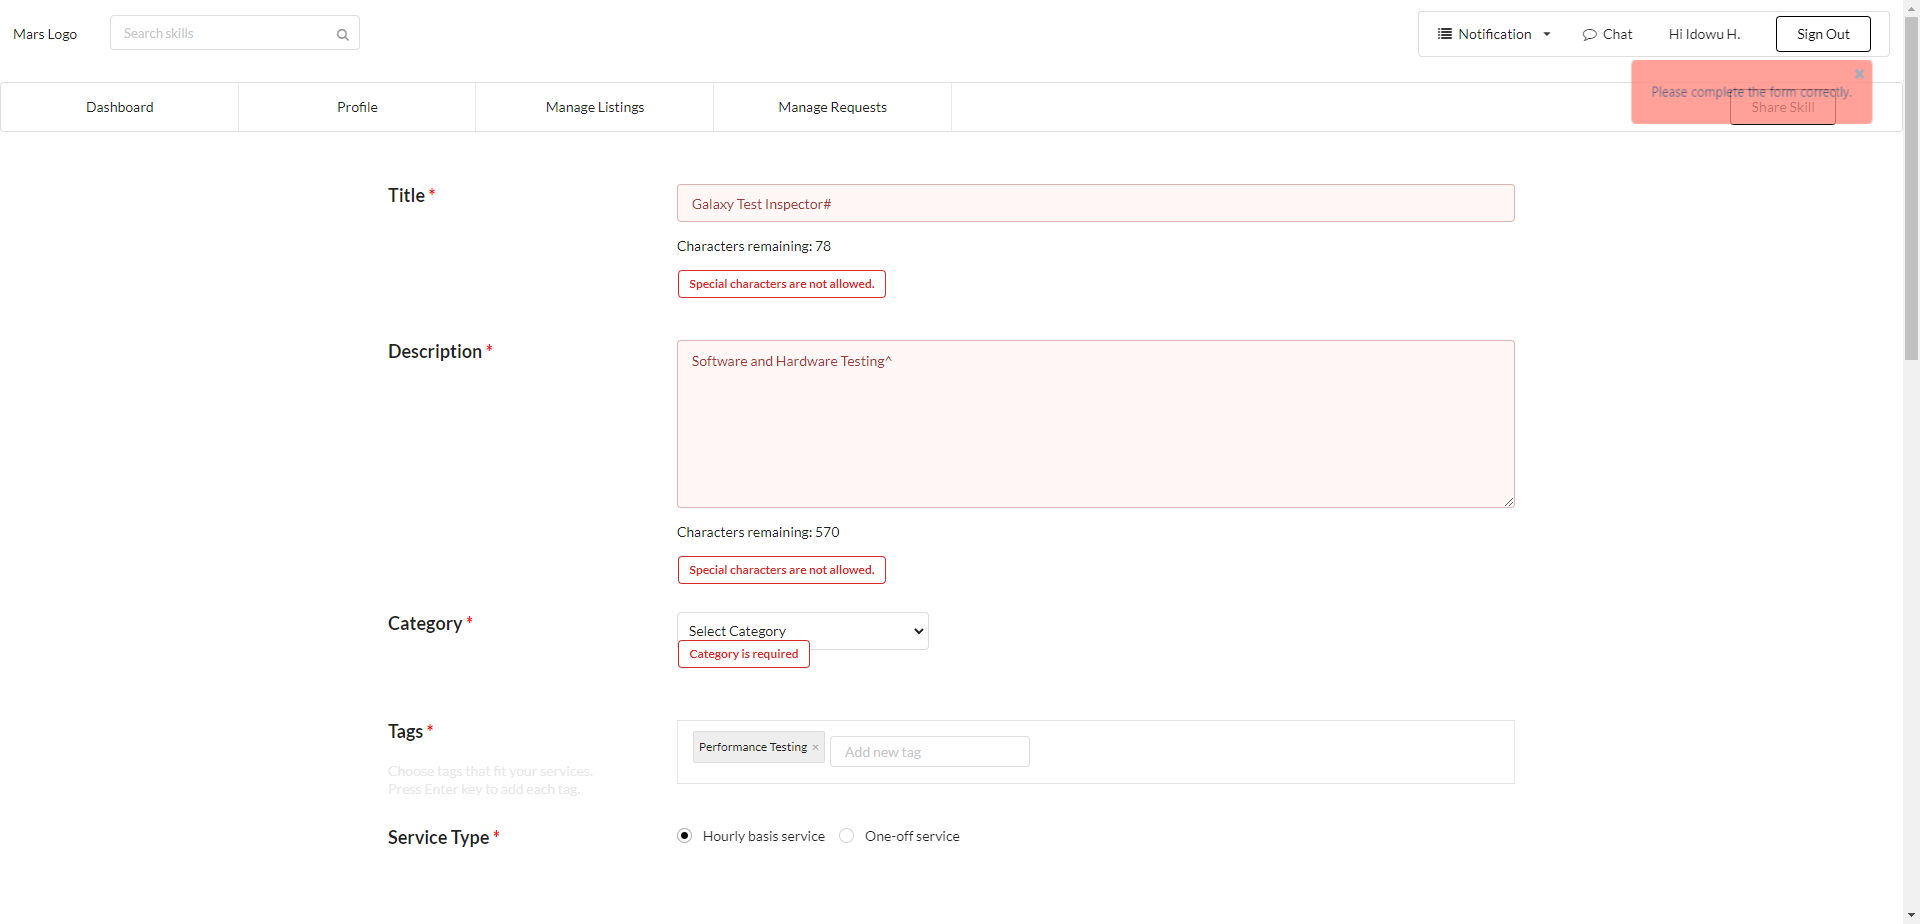 Mars Logo
Search skills
Notification
Chat
Hi Idowu H.
Sign Out
Please complete the form correctly.
Dashboard
Profile
Manage Listings
Manage Requests
Share Skill
Title *
Galaxy Test Inspector#
Characters remaining: 78
Special characters are not allowed.
Description *
Software and Hardware Testing^
Characters remaining: 570
Special characters are not allowed.
Category *
Select Category
Category is required
Tags *
Performance Testing ×
Add new tag
Choose tags that fit your services.
Press Enter key to add each tag.
Service Type *
Hourly basis service
One-off service